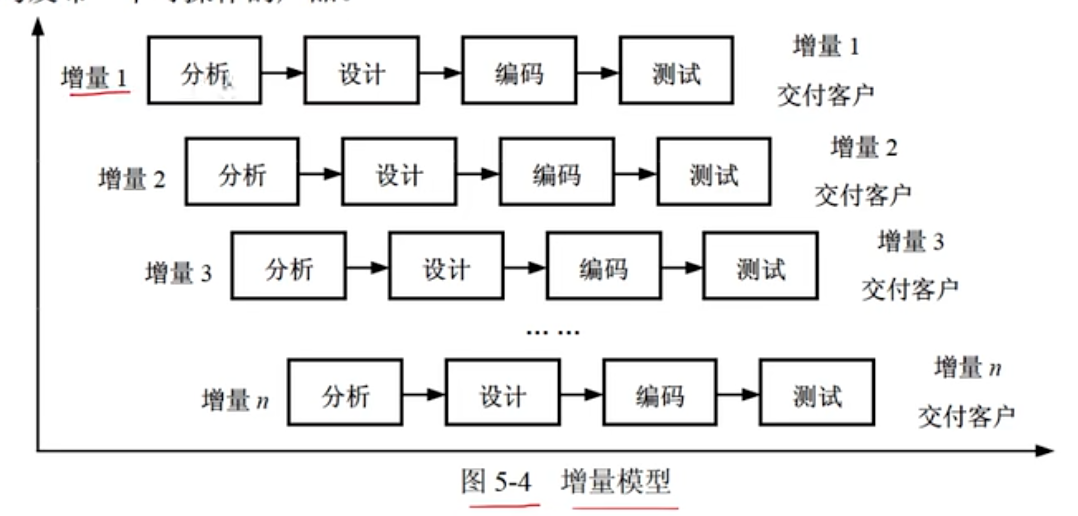 增量 1 分析 设计 编码 测试 增量 1
交付客户
增量 2 分析 设计 编码 测试 增量 2
交付客户
增量 3 分析 设计 编码 测试 增量 3
交付客户
... ...
增量 n 分析 设计 编码 测试 增量 n
交付客户
图 5-4 增量模型